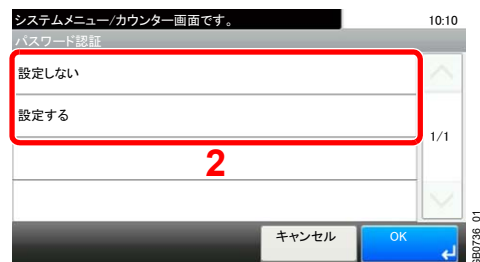 システムメニュー/カウンター画面です。 10:10
パスワード認証
設定しない
設定する
1/1
2
キャンセル OK
GB0736_01